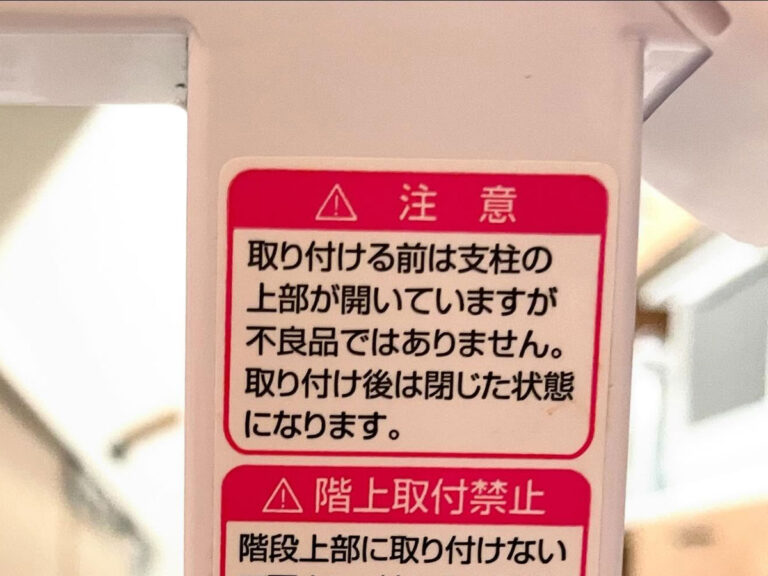 ⚠ 注 意
取り付ける前は支柱の
上部が開いていますが
不良品ではありません。
取り付け後は閉じた状態
になります。
⚠ 階上取付禁止
階段上部に取り付けない